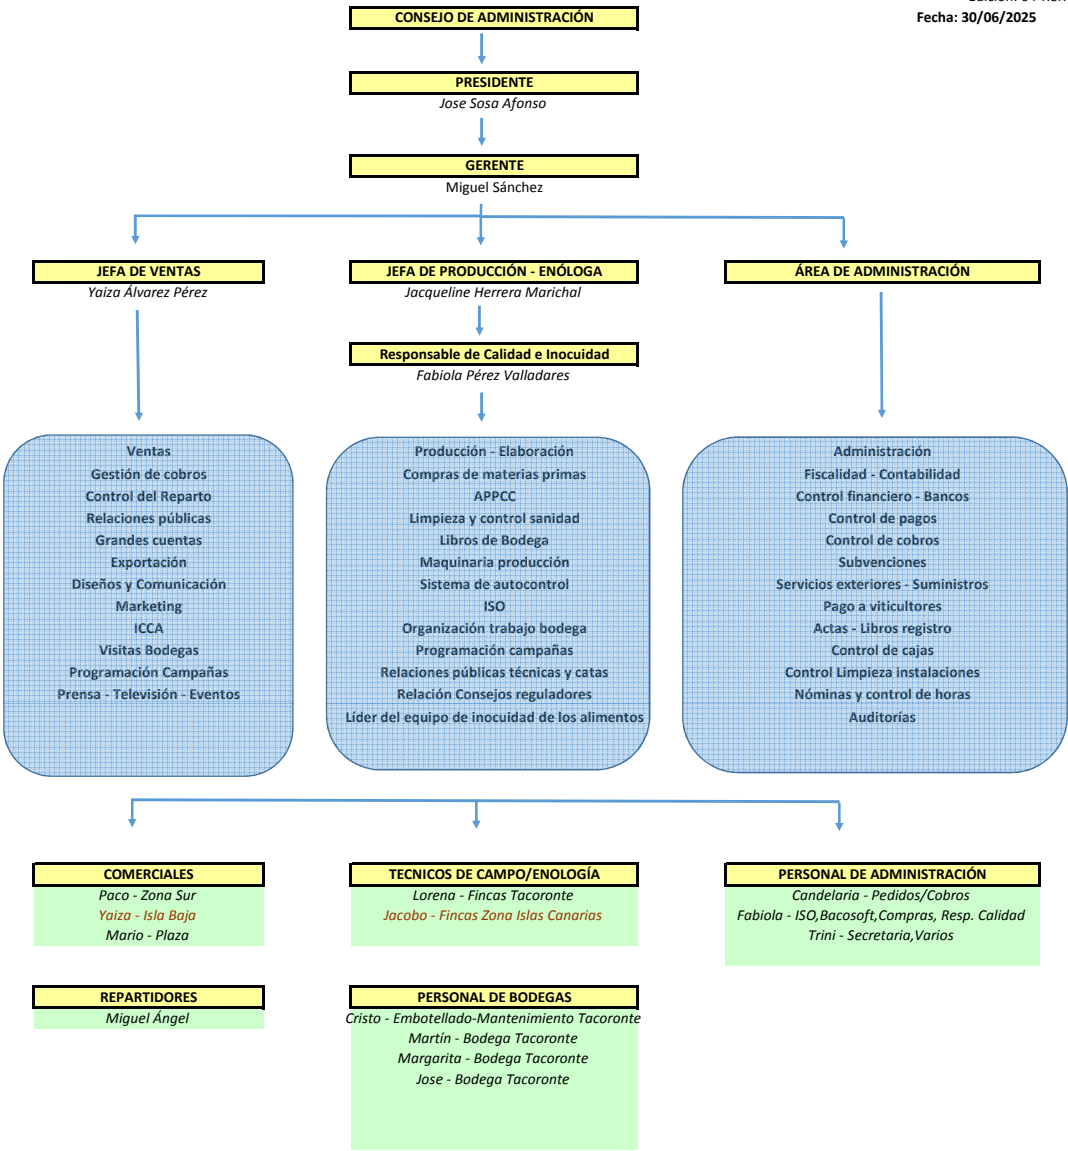 CONSEJO DE ADMINISTRACIÓN
Fecha: 30/06/2025
PRESIDENTE
Jose Sosa Afonso
GERENTE
Miguel Sánchez
JEFA DE VENTAS
Yaiza Álvarez Pérez
JEFA DE PRODUCCIÓN - ENÓLOGA
Jacqueline Herrera Marichal
ÁREA DE ADMINISTRACIÓN
Responsable de Calidad e Inocuidad
Fabiola Pérez Valladares
Ventas
Gestión de cobros
Control del Reparto
Relaciones públicas
Grandes cuentas
Exportación
Diseños y Comunicación
Marketing
ICCA
Visitas Bodegas
Programación Campañas
Prensa - Televisión - Eventos
Producción - Elaboración
Compras de materias primas
APPCC
Limpieza y control sanidad
Libros de Bodega
Maquinaria producción
Sistema de autocontrol
ISO
Organización trabajo bodega
Programación campañas
Relaciones públicas técnicas y catas
Relación Consejos reguladores
Líder del equipo de inocuidad de los alimentos
Administración
Fiscalidad - Contabilidad
Control financiero - Bancos
Control de pagos
Control de cobros
Subvenciones
Servicios exteriores - Suministros
Pago a viticultores
Actas - Libros registro
Control de cajas
Control Limpieza instalaciones
Nóminas y control de horas
Auditorías
COMERCIALES
Paco - Zona Sur
Yaiza - Isla Baja
Mario - Plaza
TECNICOS DE CAMPO/ENOLOGÍA
Lorena - Fincas Tacoronte
Jacobo - Fincas Zona Islas Canarias
PERSONAL DE ADMINISTRACIÓN
Candelaria - Pedidos/Cobros
Fabiola - ISO,Bacosoft,Compras, Resp. Calidad
Trini - Secretaria,Varios
REPARTIDORES
Miguel Ángel
PERSONAL DE BODEGAS
Cristo - Embotellado-Mantenimiento Tacoronte
Martín - Bodega Tacoronte
Margarita - Bodega Tacoronte
Jose - Bodega Tacoronte